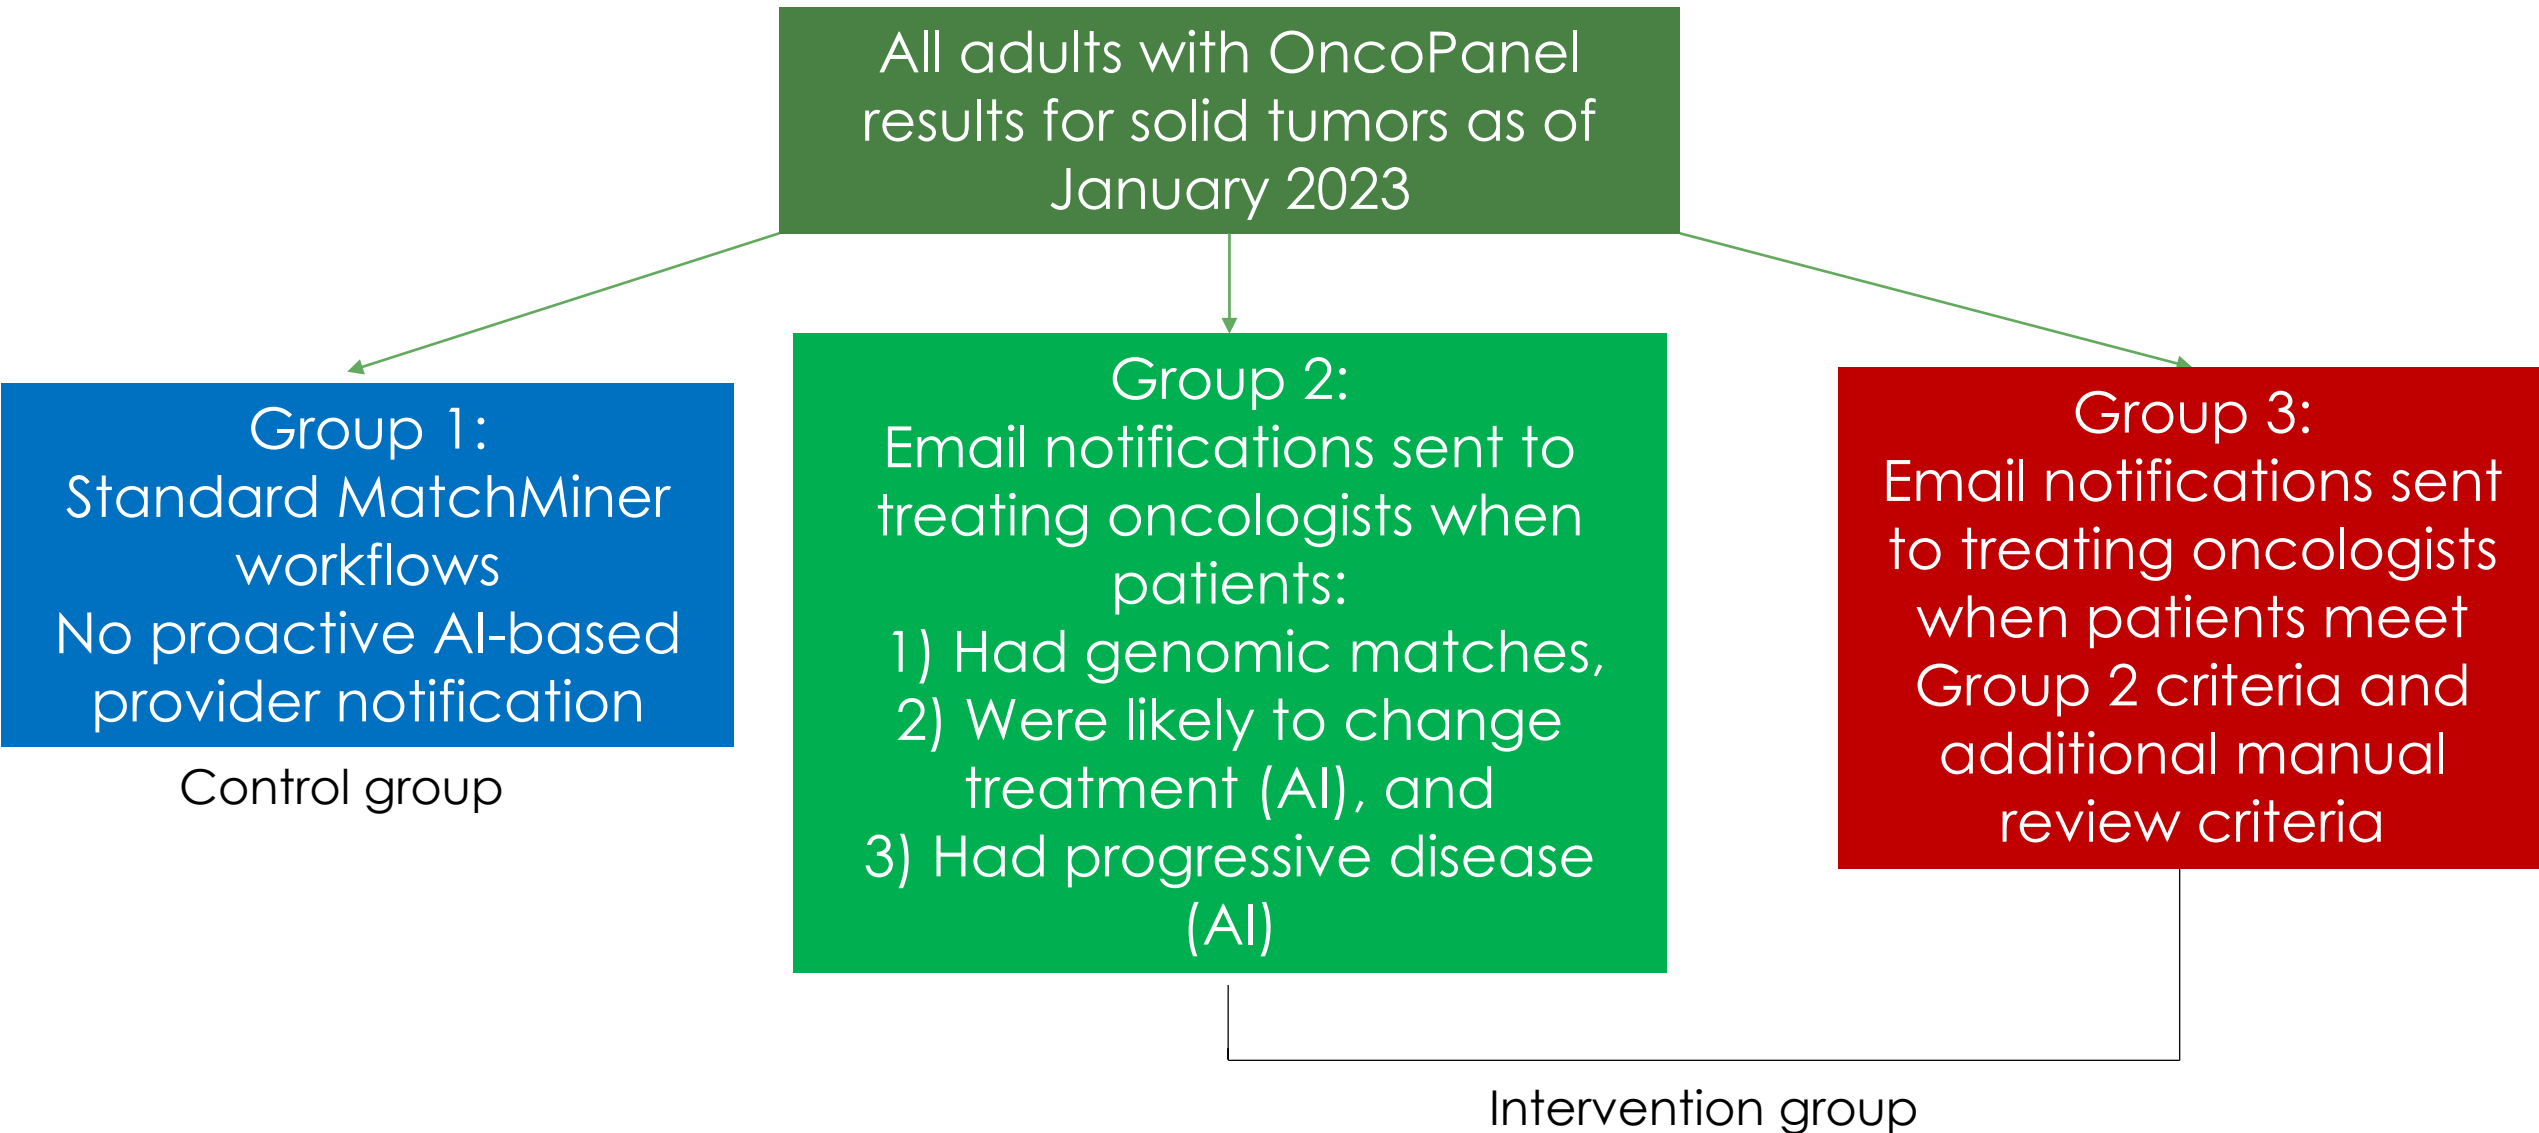 All adults with OncoPanel
results for solid tumors as of
January 2023
Group 1:
Standard MatchMiner
workflows
No proactive AI-based
provider notification
Control group
Group 2:
Email notifications sent to
treating oncologists when
patients:
1) Had genomic matches,
2) Were likely to change
treatment (AI), and
3) Had progressive disease
(AI)
Group 3:
Email notifications sent
to treating oncologists
when patients meet
Group 2 criteria and
additional manual
review criteria
Intervention group